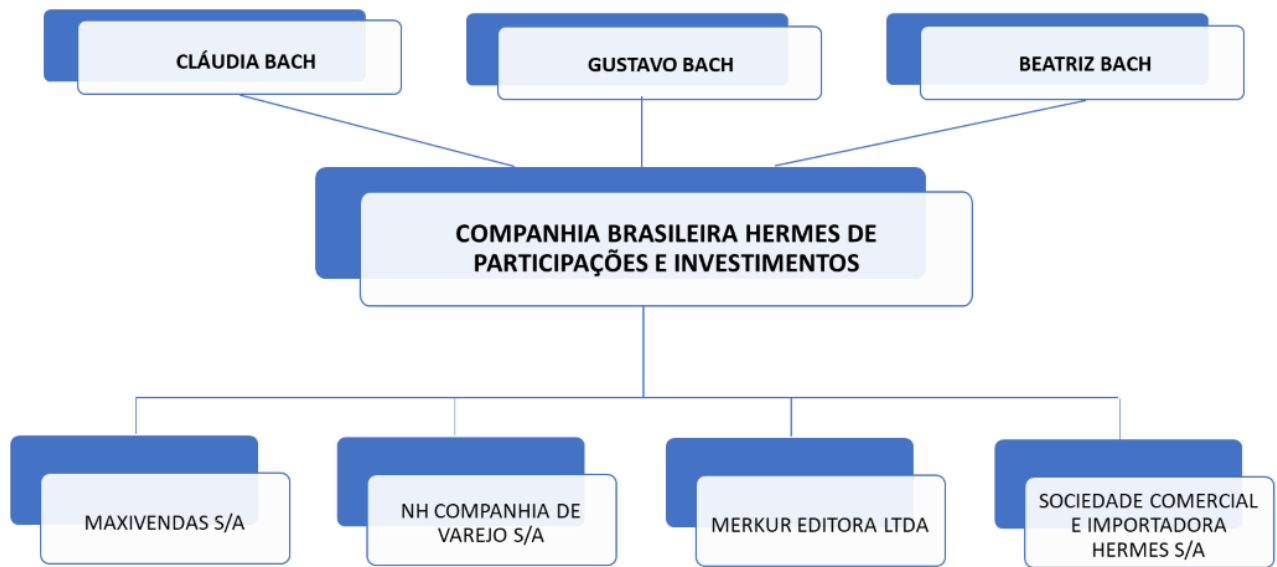 CLÁUDIA BACH
GUSTAVO BACH
BEATRIZ BACH
COMPANHIA BRASILEIRA HERMES DE
PARTICIPAÇÕES E INVESTIMENTOS
MAXIVENDAS S/A
NH COMPANHIA DE
VAREJO S/A
MERKUR EDITORA LTDA
SOCIEDADE COMERCIAL
E IMPORTADORA
HERMES S/A